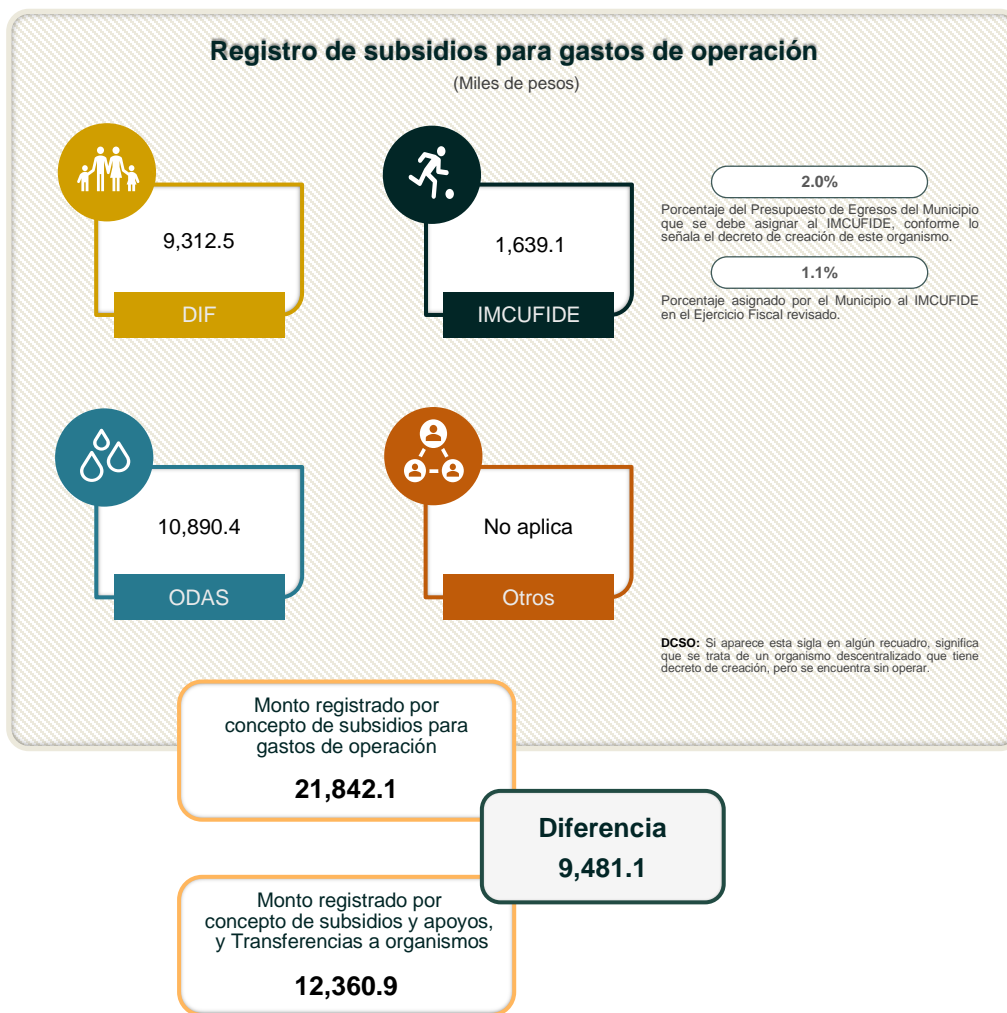 Registro de subsidios para gastos de operación
(Miles de pesos)
9,312.5
DIF
1,639.1
IMCUFIDE
2.0%
Porcentaje del Presupuesto de Egresos del Municipio
que se debe asignar al IMCUFIDE, conforme lo
señala el decreto de creación de este organismo.
1.1%
Porcentaje asignado por el Municipio al IMCUFIDE
en el Ejercicio Fiscal revisado.
10,890.4
ODAS
No aplica
Otros
DCSO: Si aparece esta sigla en algún recuadro, significa
que se trata de un organismo descentralizado que tiene
decreto de creación, pero se encuentra sin operar.
Monto registrado por
concepto de subsidios para
gastos de operación
21,842.1
Diferencia
9,481.1
Monto registrado por
concepto de subsidios y apoyos,
y Transferencias a organismos
12,360.9